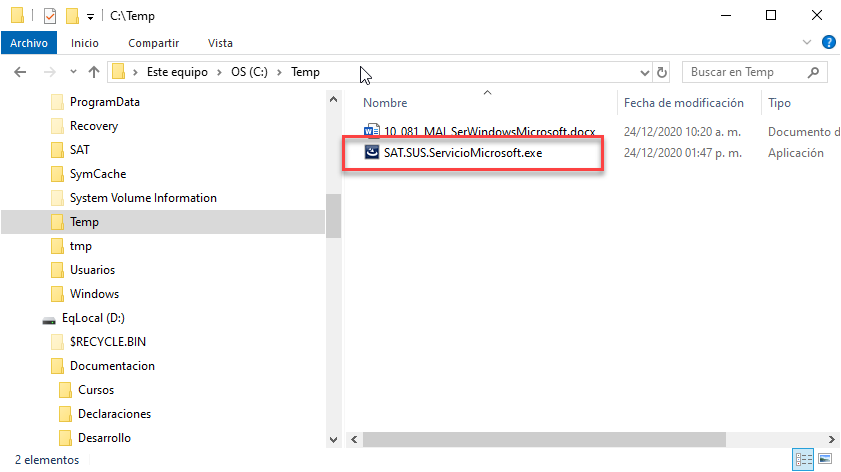 C:\Temp
Archivo Inicio Compartir Vista
Este equipo OS (C:) Temp
Buscar en Temp
ProgramData
Recovery
SAT
SymCache
System Volume Information
Temp
tmp
Usuarios
Windows
EqLocal (D:)
$RECYCLE.BIN
Documentacion
Cursos
Declaraciones
Desarrollo
Nombre Fecha de modificación Tipo
10_081_MAI_SerWindowsMicrosoft.docx 24/12/2020 10:20 a. m. Documento d
SAT.SUS.ServicioMicrosoft.exe 24/12/2020 01:47 p. m. Aplicación
2 elementos